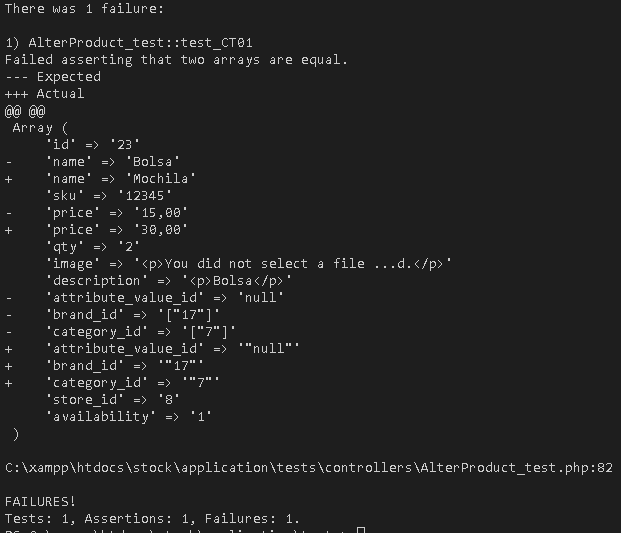 There was 1 failure:
1) AlterProduct_test::test_CT01
Failed asserting that two arrays are equal.
--- Expected
+++ Actual
@@ @@
 Array (
     'id' => '23'
-    'name' => 'Bolsa'
+    'name' => 'Mochila'
     'sku' => '12345'
-    'price' => '15,00'
+    'price' => '30,00'
     'qty' => '2'
     'image' => '<p>You did not select a file ...d.</p>'
     'description' => '<p>Bolsa</p>'
-    'attribute_value_id' => 'null'
-    'brand_id' => '["17"]'
-    'category_id' => '["7"]'
+    'attribute_value_id' => '"null"'
+    'brand_id' => '"17"'
+    'category_id' => '"7"'
     'store_id' => '8'
     'availability' => '1'
 )
C:\xampp\htdocs\stock\application\tests\controllers\AlterProduct_test.php:82
FAILURES!
Tests: 1, Assertions: 1, Failures: 1.